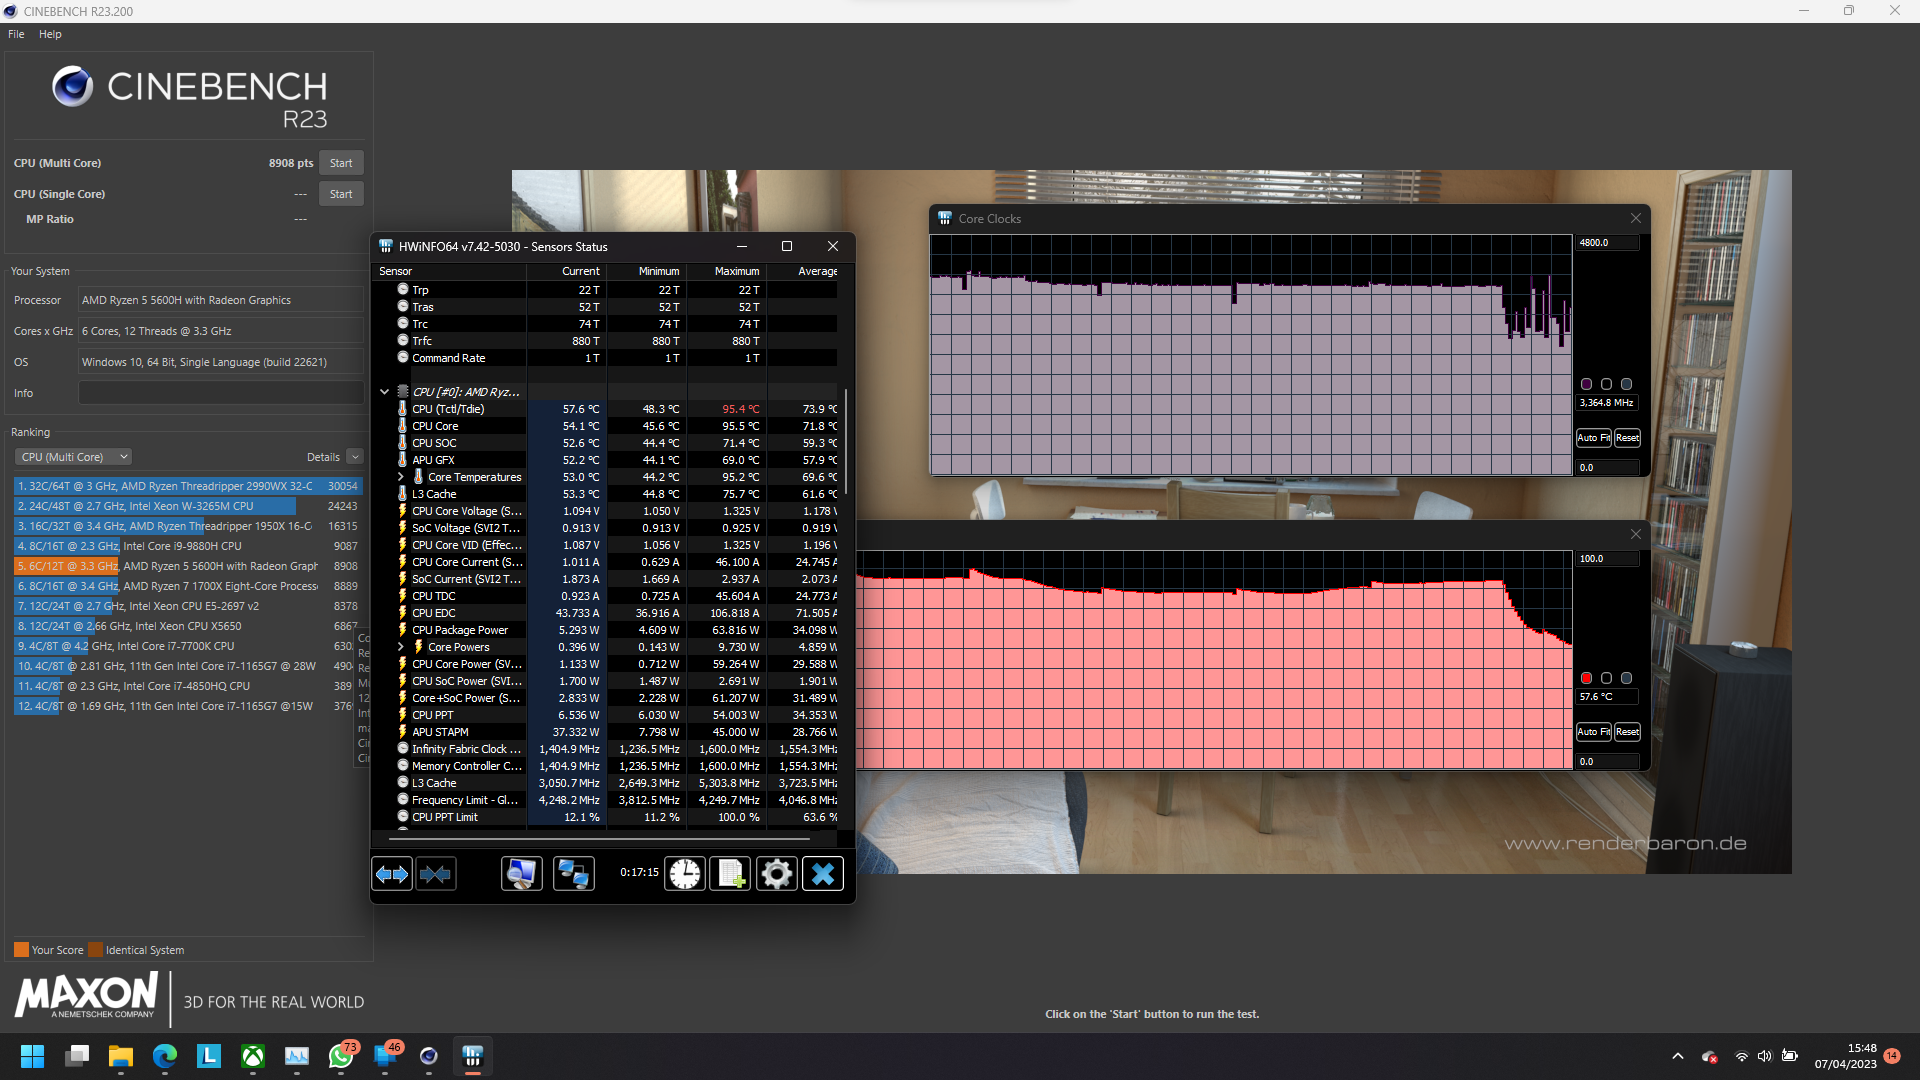 CINEBENCH R23.200
File Help
CINEBENCH
R23
CPU (Multi Core) 8908 pts Start
CPU (Single Core) --- Start
MP Ratio ---
Your System
Processor AMD Ryzen 5 5600H with Radeon Graphics
Cores x GHz 6 Cores, 12 Threads @ 3.3 GHz
OS Windows 10, 64 Bit, Single Language (build 22621)
Info
Ranking
CPU (Multi Core) Details
1. 32C/64T @ 3 GHz, AMD Ryzen Threadripper 2990WX 32-C 30054
2. 24C/48T @ 2.7 GHz, Intel Xeon W-3265M CPU 24243
3. 16C/32T @ 3.4 GHz, AMD Ryzen Threadripper 1950X 16-C 16315
4. 8C/16T @ 2.3 GHz, Intel Core i9-9880H CPU 9087
5. 6C/12T @ 3.3 GHz, AMD Ryzen 5 5600H with Radeon Graph 8908
6. 8C/16T @ 3.4 GHz, AMD Ryzen 7 1700X Eight-Core Process 8889
7. 12C/24T @ 2.7 GHz, Intel Xeon CPU E5-2697 v2 8378
8. 12C/24T @ 2.66 GHz, Intel Xeon CPU X5650 6867
9. 4C/8T @ 4.2 GHz, Intel Core i7-7700K CPU 630
10. 4C/8T @ 2.81 GHz, 11th Gen Intel Core i7-1165G7 @ 28W 490
11. 4C/8T @ 2.3 GHz, Intel Core i7-4850HQ CPU 389
12. 4C/8T @ 1.69 GHz, 11th Gen Intel Core i7-1165G7 @15W 376
Your Score Identical System
MAXON
A NEMETSCHEK COMPANY
3D FOR THE REAL WORLD
HWiNFO64 v7.42-5030 - Sensors Status
Sensor Current Minimum Maximum Average
Trp 22 T 22 T 22 T
Tras 52 T 52 T 52 T
Trc 74 T 74 T 74 T
Trfc 880 T 880 T 880 T
Command Rate 1 T 1 T 1 T
CPU [#0]: AMD Ryz...
CPU (Tctl/Tdie) 57.6 °C 48.3 °C 95.4 °C 73.9 °C
CPU Core 54.1 °C 45.6 °C 95.5 °C 71.8 °C
CPU SOC 52.6 °C 44.4 °C 71.4 °C 59.3 °C
APU GFX 52.2 °C 44.1 °C 69.0 °C 57.9 °C
Core Temperatures 53.0 °C 44.2 °C 95.2 °C 69.6 °C
L3 Cache 53.3 °C 44.8 °C 75.7 °C 61.6 °C
CPU Core Voltage (S... 1.094 V 1.050 V 1.325 V 1.178 V
SoC Voltage (SVI2 T... 0.913 V 0.913 V 0.925 V 0.919 V
CPU Core VID (Effec... 1.087 V 1.056 V 1.325 V 1.196 V
CPU Core Current (S... 1.011 A 0.629 A 46.100 A 24.745 A
SoC Current (SVI2 T... 1.873 A 1.669 A 2.937 A 2.073 A
CPU TDC 0.923 A 0.725 A 45.604 A 24.773 A
CPU EDC 43.733 A 36.916 A 106.818 A 71.505 A
CPU Package Power 5.293 W 4.609 W 63.816 W 34.098 W
Core Powers 0.396 W 0.143 W 9.730 W 4.859 W
CPU Core Power (SV... 1.133 W 0.712 W 59.264 W 29.588 W
CPU SoC Power (SVI... 1.700 W 1.487 W 2.691 W 1.901 W
Core+SoC Power (S... 2.833 W 2.228 W 61.207 W 31.489 W
CPU PPT 6.536 W 6.030 W 54.003 W 34.353 W
APU STAPM 37.332 W 7.798 W 45.000 W 28.766 W
Infinity Fabric Clock ... 1,404.9 MHz 1,236.5 MHz 1,600.0 MHz 1,554.3 MHz
Memory Controller C... 1,404.9 MHz 1,236.5 MHz 1,600.0 MHz 1,554.3 MHz
L3 Cache 3,050.7 MHz 2,649.3 MHz 5,303.8 MHz 3,723.5 MHz
Frequency Limit - Gl... 4,248.2 MHz 3,812.5 MHz 4,249.7 MHz 4,046.8 MHz
CPU PPT Limit 12.1 % 11.2 % 100.0 % 63.6 %
0:17:15
Core Clocks
4800.0
3,364.8 MHz
Auto Fit Reset
0.0
100.0
57.6 °C
Auto Fit Reset
0.0
www.renderbaron.de
Click on the 'Start' button to run the test.
L
73
46
15:48
07/04/2023
14